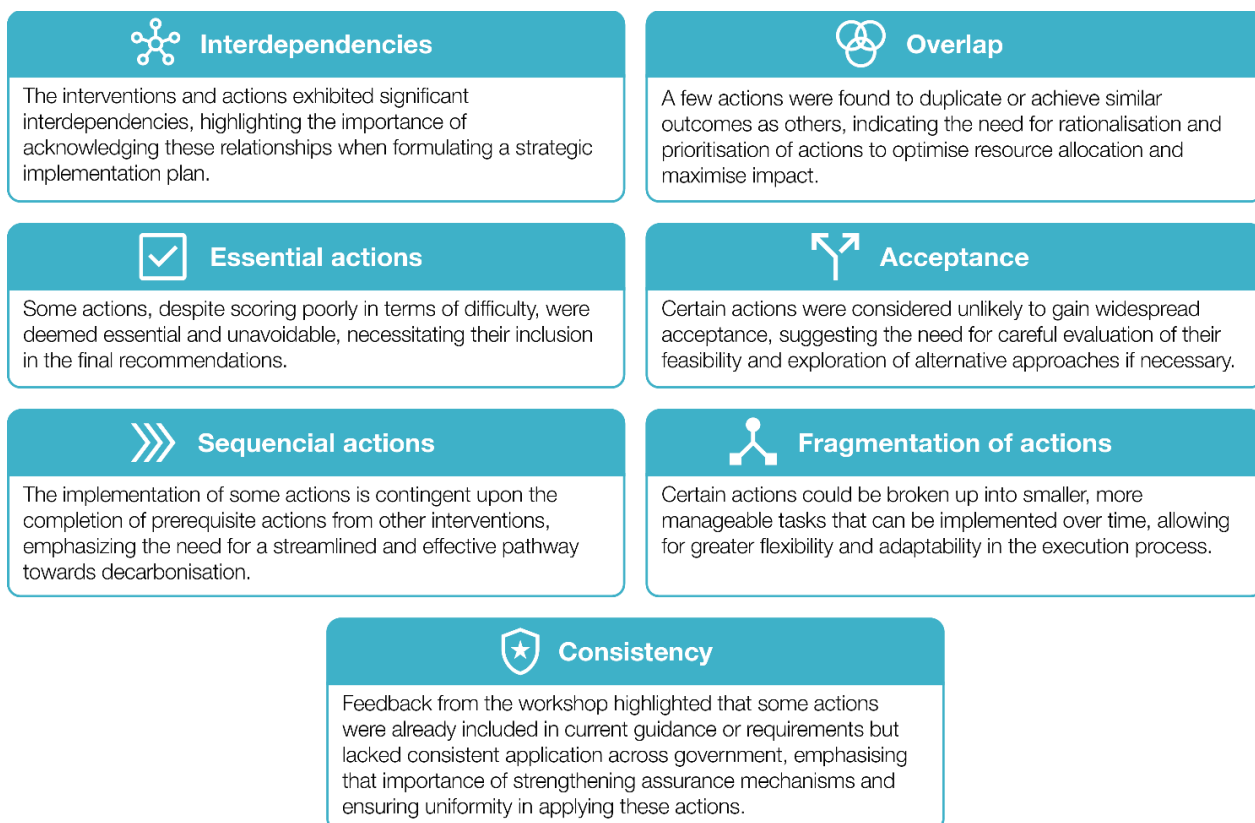 Interdependencies
The interventions and actions exhibited significant
interdependencies, highlighting the importance of
acknowledging these relationships when formulating a strategic
implementation plan.
Overlap
A few actions were found to duplicate or achieve similar
outcomes as others, indicating the need for rationalisation and
prioritisation of actions to optimise resource allocation and
maximise impact.
Essential actions
Some actions, despite scoring poorly in terms of difficulty, were
deemed essential and unavoidable, necessitating their inclusion
in the final recommendations.
Acceptance
Certain actions were considered unlikely to gain widespread
acceptance, suggesting the need for careful evaluation of their
feasibility and exploration of alternative approaches if necessary.
Sequencial actions
The implementation of some actions is contingent upon the
completion of prerequisite actions from other interventions,
emphasizing the need for a streamlined and effective pathway
towards decarbonisation.
Fragmentation of actions
Certain actions could be broken up into smaller, more
manageable tasks that can be implemented over time, allowing
for greater flexibility and adaptability in the execution process.
Consistency
Feedback from the workshop highlighted that some actions
were already included in current guidance or requirements but
lacked consistent application across government, emphasising
that importance of strengthening assurance mechanisms and
ensuring uniformity in applying these actions.